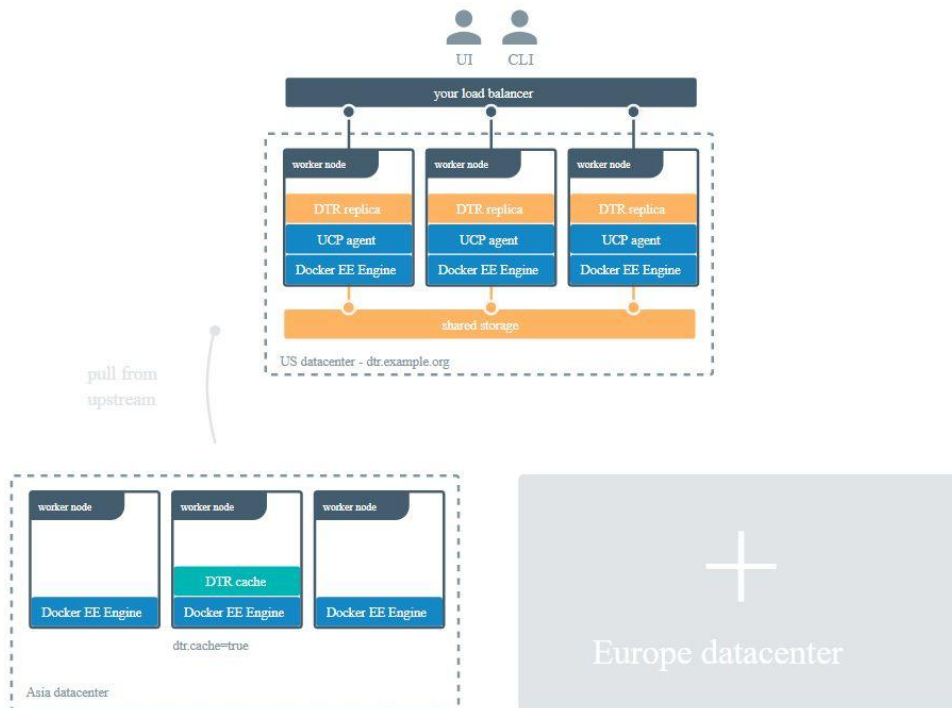 UI
CLI
your load balancer
worker node
worker node
worker node
DTR replica
DTR replica
DTR replica
UCP agent
UCP agent
UCP agent
Docker EE Engine
Docker EE Engine
Docker EE Engine
shared storage
US datacenter - dtr.example.org
pull from
upstream
worker node
worker node
worker node
DTR cache
Docker EE Engine
Docker EE Engine
Docker EE Engine
dtr.cache=true
Asia datacenter
Europe datacenter